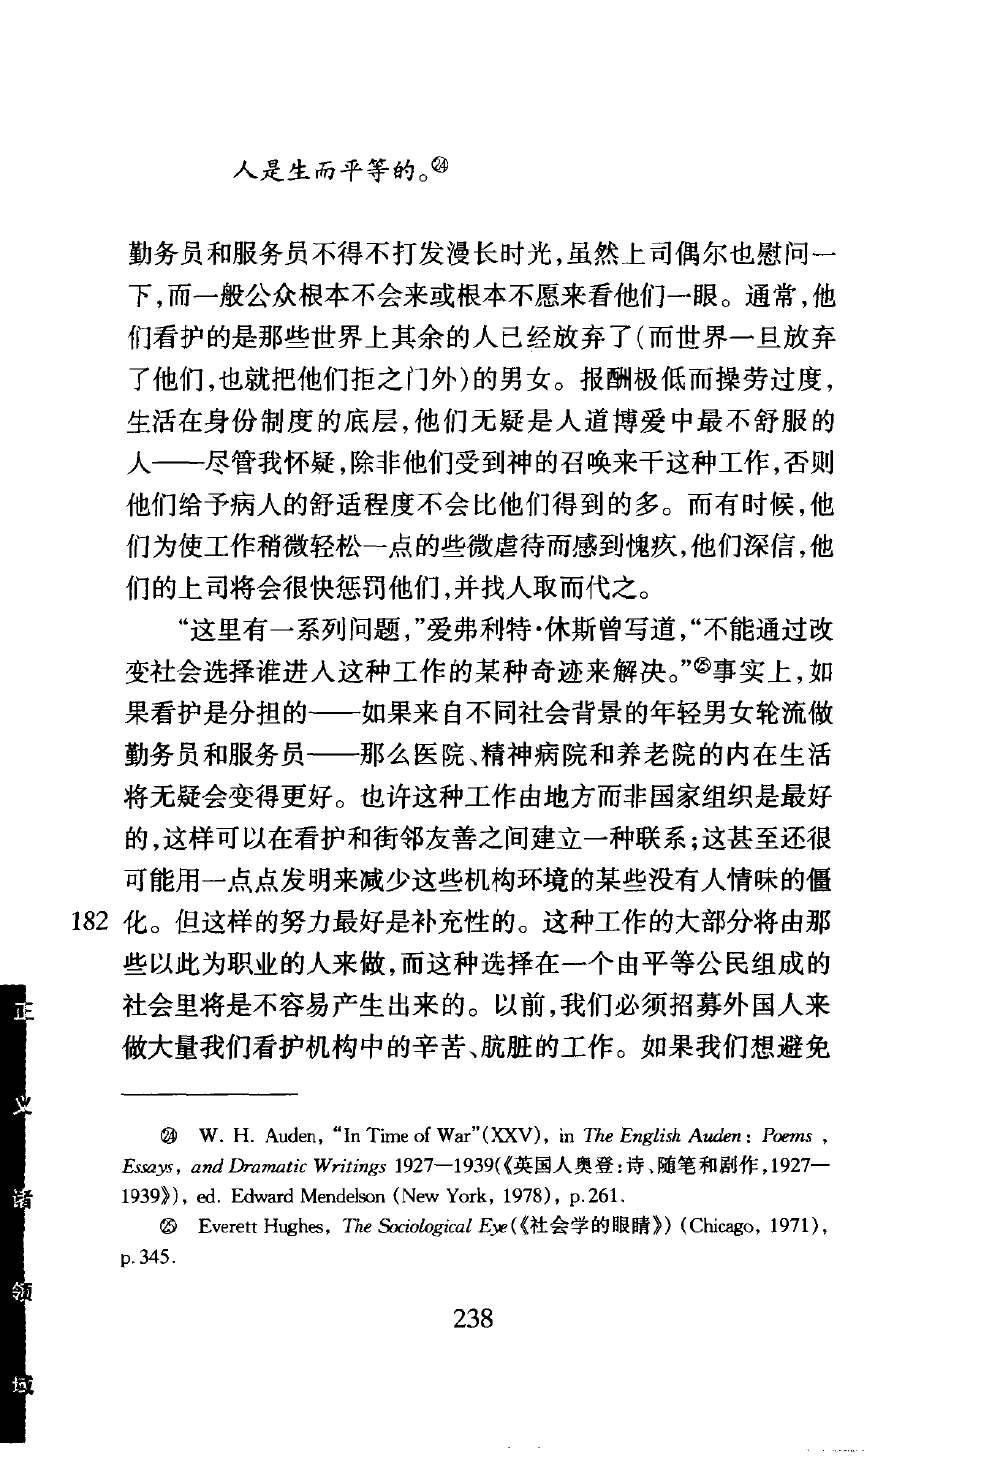 人是生而平等的。㉔
勤务员和服务员不得不打发漫长时光,虽然上司偶尔也慰问一
下,而一般公众根本不会来或根本不愿来看他们一眼。通常,他
们看护的是那些世界上其余的人已经放弃了(而世界一旦放弃
了他们,也就把他们拒之门外)的男女。报酬极低而操劳过度,
生活在身份制度的底层,他们无疑是人道博爱中最不舒服的
人——尽管我怀疑,除非他们受到神的召唤来干这种工作,否则
他们给予病人的舒适程度不会比他们得到的多。而有时候,他
们为使工作稍微轻松一点的些微虐待而感到愧疚,他们深信,他
们的上司将会很快惩罚他们,并找人取而代之。
“这里有一系列问题,”爱弗利特·休斯曾写道,“不能通过改
变社会选择谁进入这种工作的某种奇迹来解决。”㉕事实上,如
果看护是分担的——如果来自不同社会背景的年轻男女轮流做
勤务员和服务员——那么医院、精神病院和养老院的内在生活
将无疑会变得更好。也许这种工作由地方而非国家组织是最好
的,这样可以在看护和街邻友善之间建立一种联系;这甚至还很
可能用一点点发明来减少这些机构环境的某些没有人情味的僵
182 化。但这样的努力最好是补充性的。这种工作的大部分将由那
些以此为职业的人来做,而这种选择在一个由平等公民组成的
社会里将是不容易产生出来的。以前,我们必须招募外国人来
做大量我们看护机构中的辛苦、肮脏的工作。如果我们想避免
㉔ W. H. Auden, “In Time of War”(XXV), in The English Auden: Poems,
Essays, and Dramatic Writings 1927—1939(《英国人奥登:诗、随笔和剧作,1927—
1939》), ed. Edward Mendelson (New York, 1978), p.261.
㉕ Everett Hughes, The Sociological Eye(《社会学的眼睛》) (Chicago, 1971),
p.345.
238
正义诸领域